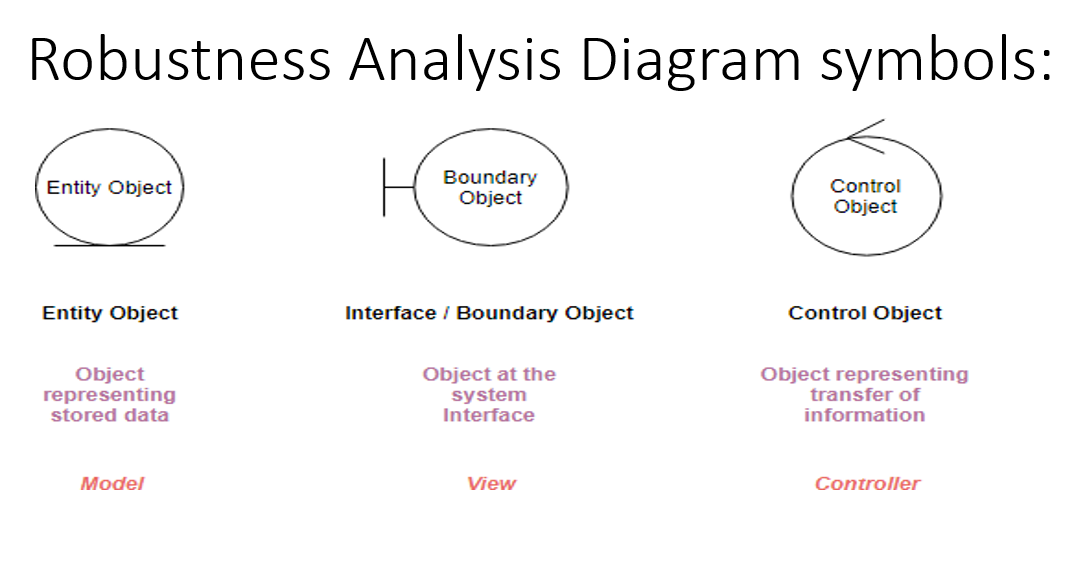 Robustness Analysis Diagram symbols:
Entity Object
Boundary
Object
Control
Object
Entity Object
Interface / Boundary Object
Control Object
Object
representing
stored data
Object at the
system
Interface
Object representing
transfer of
information
Model
View
Controller